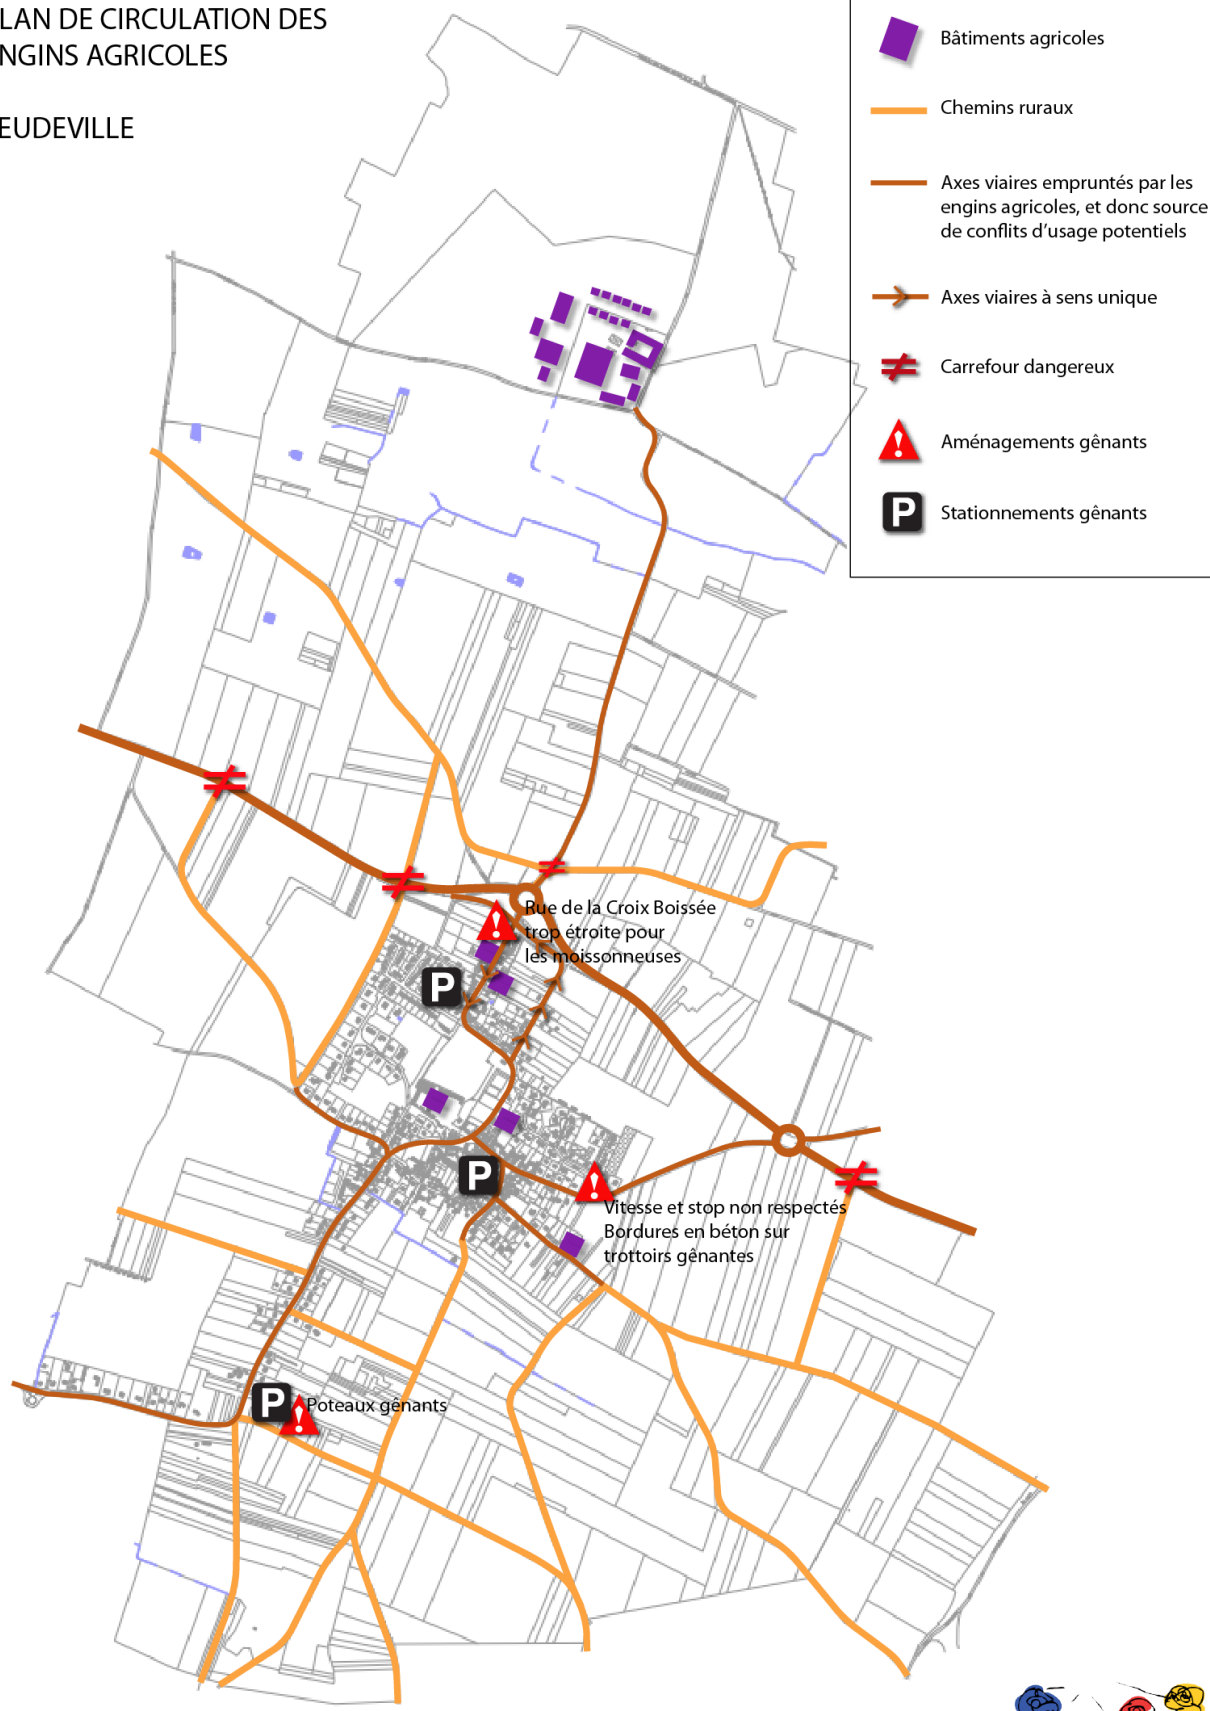 LAN DE CIRCULATION DES
NGINS AGRICOLES
EUDEVILLE
Bâtiments agricoles
Chemins ruraux
Axes viaires empruntés par les
engins agricoles, et donc source
de conflits d'usage potentiels
Axes viaires à sens unique
Carrefour dangereux
Aménagements gênants
P Stationnements gênants
Rue de la Croix Boissée
trop étroite pour
les moissonneuses
P
P
Vitesse et stop non respectés
Bordures en béton sur
trottoirs gênantes
P
Poteaux gênants